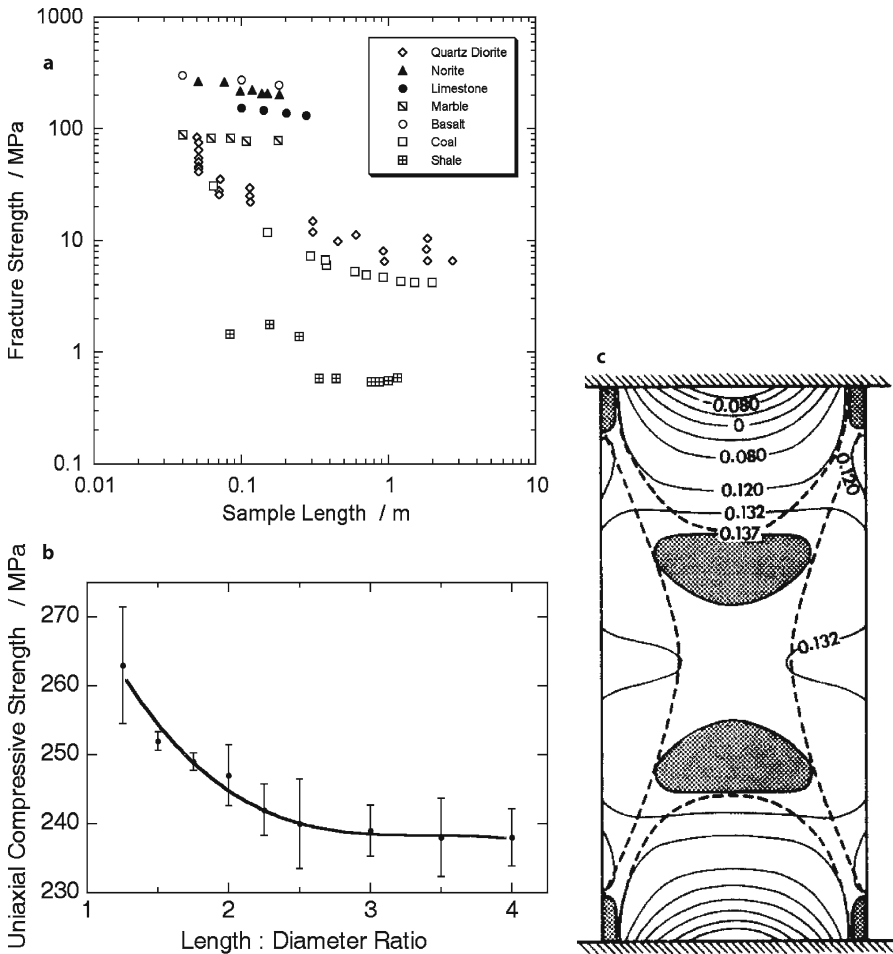 a
1000
100
10
1
0.1
0.01
0.1
1
10
Fracture Strength / MPa
Sample Length / m
Quartz Diorite
Norite
Limestone
Marble
Basalt
Coal
Shale
b
270
260
250
240
230
1
2
3
4
Uniaxial Compressive Strength / MPa
Length : Diameter Ratio
c
-0.080
0
0.080
0.120
0.132
0.137
0.120
0.132